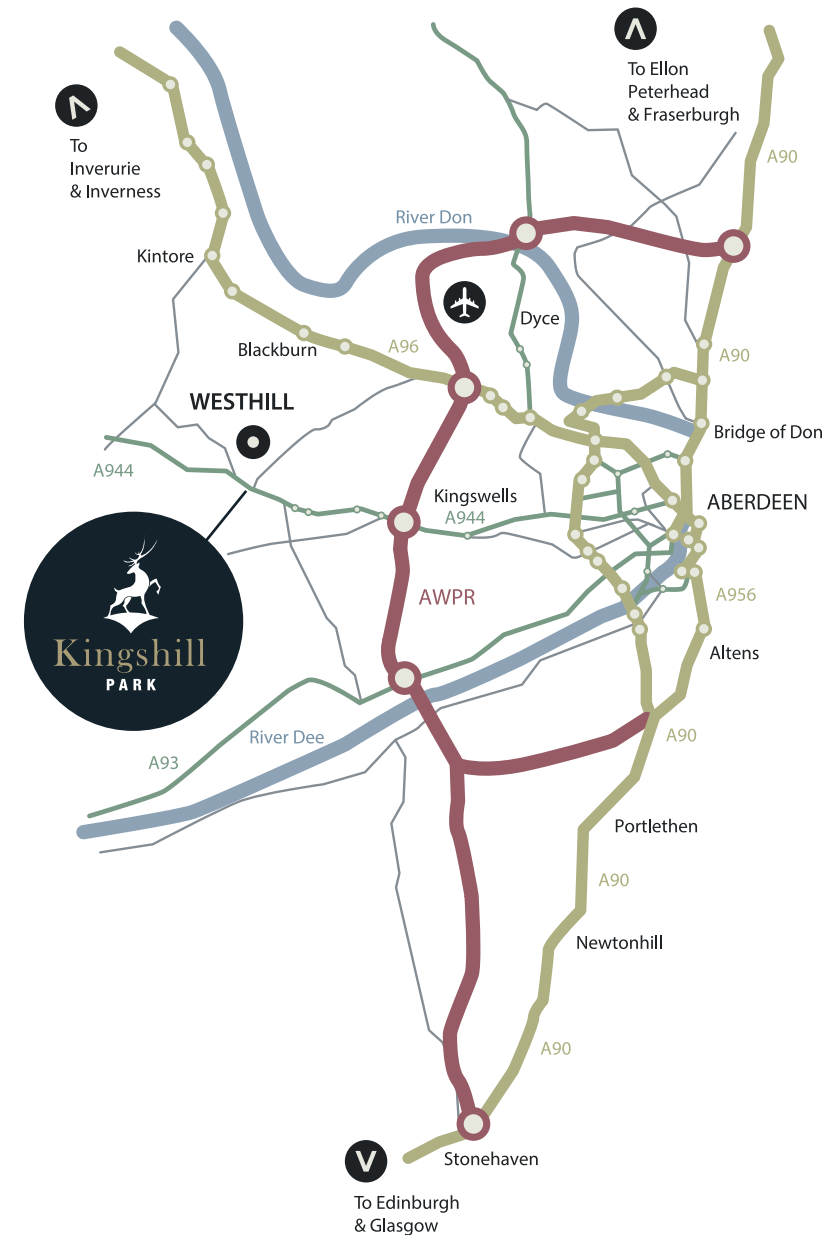 To Ellon
Peterhead
& Fraserburgh
To
Inverurie
& Inverness
A90
River Don
Kintore
Dyce
Blackburn
A96
A90
WESTHILL
Bridge of Don
A944
Kingswells
A944
ABERDEEN
AWPR
A956
Kingshill
PARK
Altens
River Dee
A93
A90
Portlethen
A90
Newtonhill
A90
Stonehaven
To Edinburgh
& Glasgow